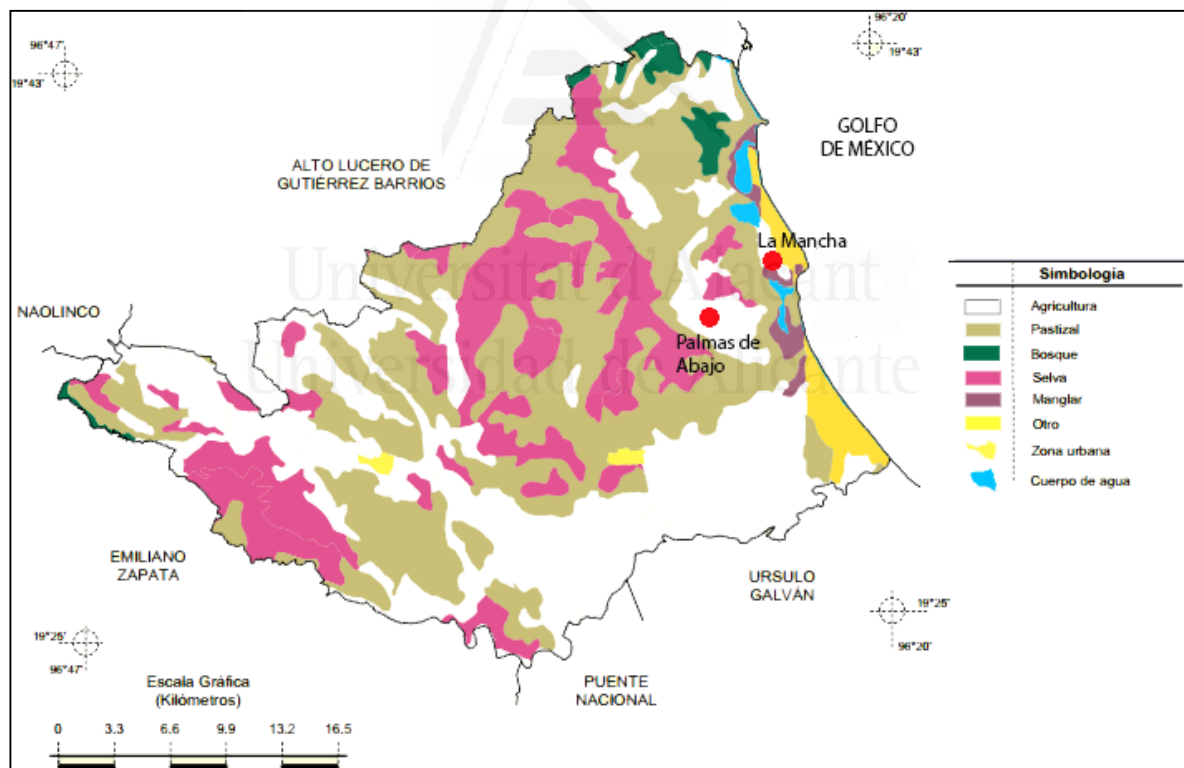 96°20'
19°43'
96°47'
19°43'
GOLFO
DE MÉXICO
ALTO LUCERO DE
GUTIÉRREZ BARRIOS
La Mancha
Universitat d'Alacant
Universidad de Alicante
NAOLINCO
Palmas de
Abajo
Simbología
Agricultura
Pastizal
Bosque
Selva
Manglar
Otro
Zona urbana
Cuerpo de agua
EMILIANO
ZAPATA
URSULO
GALVÁN
19°25'
96°20'
19°25'
96°47'
PUENTE
NACIONAL
Escala Gráfica
(Kilómetros)
0 3.3 6.6 9.9 13.2 16.5